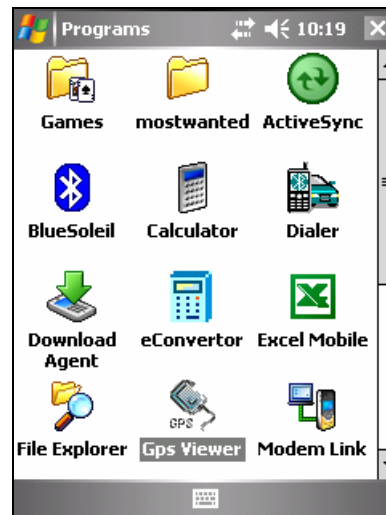 Programs 10:19
Games mostwanted ActiveSync
BlueSoleil Calculator Dialer
Download Agent eConvertor Excel Mobile
GPS
File Explorer Gps Viewer Modem Link